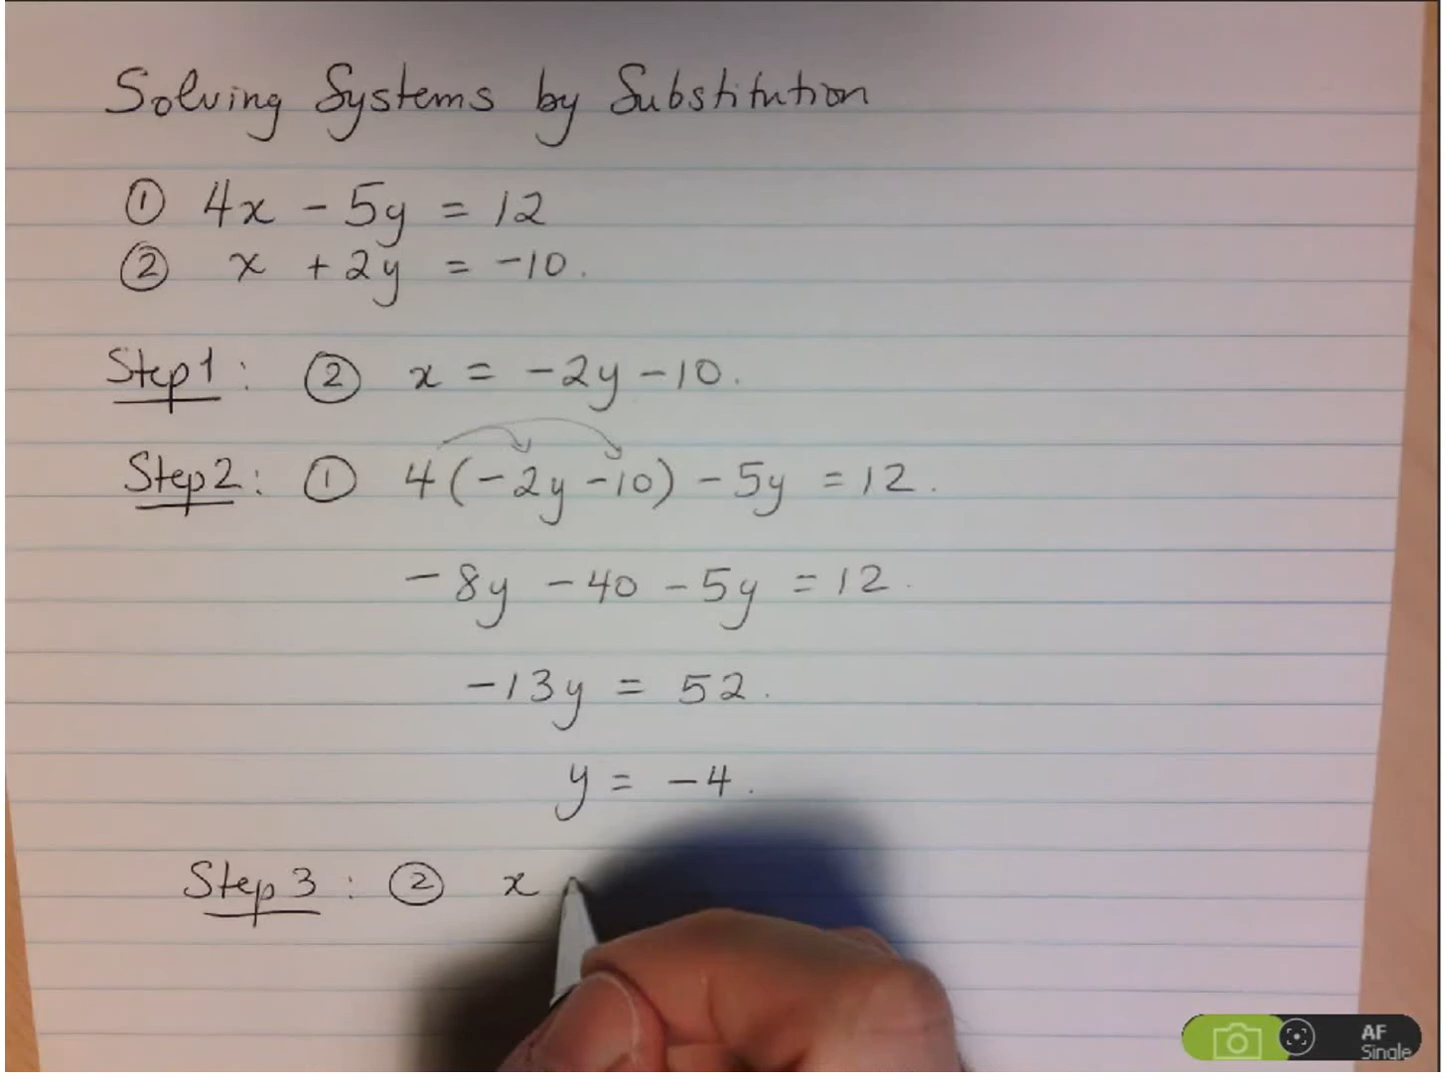 Solving Systems by Substitution
① 4x - 5y = 12
② x + 2y = -10.
Step 1: ② x = -2y - 10.
Step 2: ① 4(-2y - 10) - 5y = 12.
-8y - 40 - 5y = 12.
-13y = 52.
y = -4.
Step 3: ② x
AF
Single